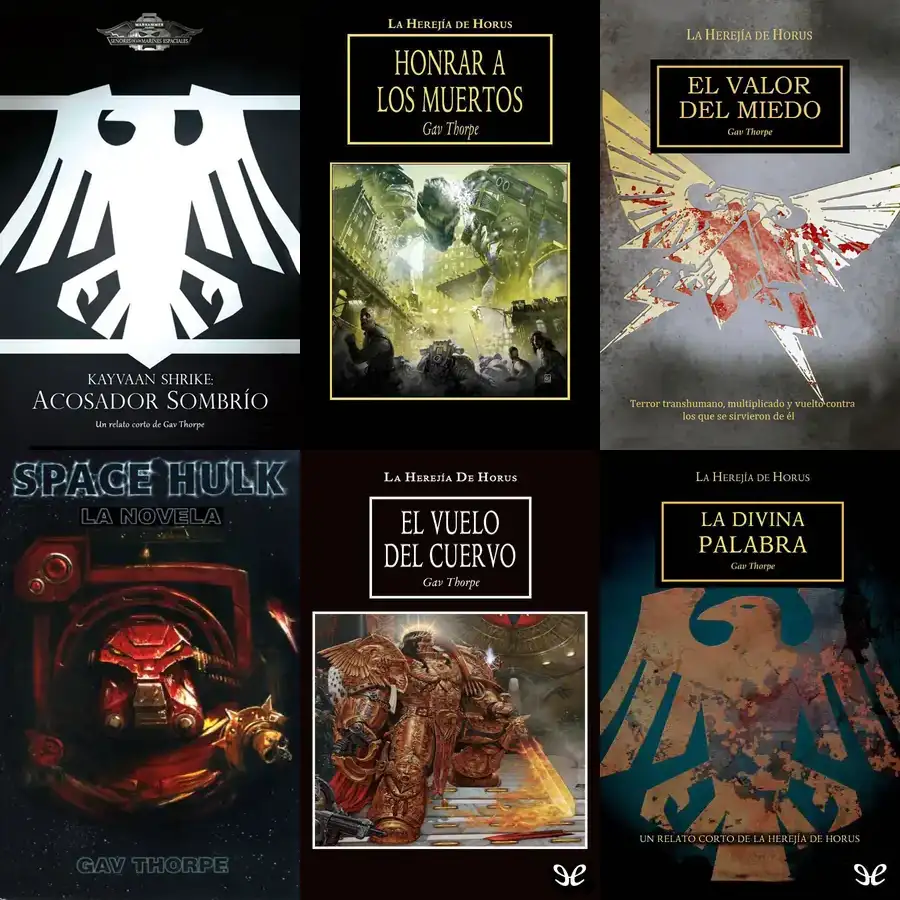 WARHAMMER
SEÑORES DE LOS MARINES ESPACIALES
KAYVAAN SHRIKE:
ACOSADOR SOMBRÍO
Un relato corto de Gav Thorpe
LA HEREJÍA DE HORUS
HONRAR A
LOS MUERTOS
Gav Thorpe
LA HEREJÍA DE HORUS
EL VALOR
DEL MIEDO
Gav Thorpe
Terror transhumano, multiplicado y vuelto contra
los que se sirvieron de él
SPACE HULK
LA NOVELA
GAV THORPE
LA HEREJÍA DE HORUS
EL VUELO
DEL CUERVO
Gav Thorpe
LA HEREJÍA DE HORUS
LA DIVINA
PALABRA
Gav Thorpe
UN RELATO CORTO DE LA HEREJÍA DE HORUS